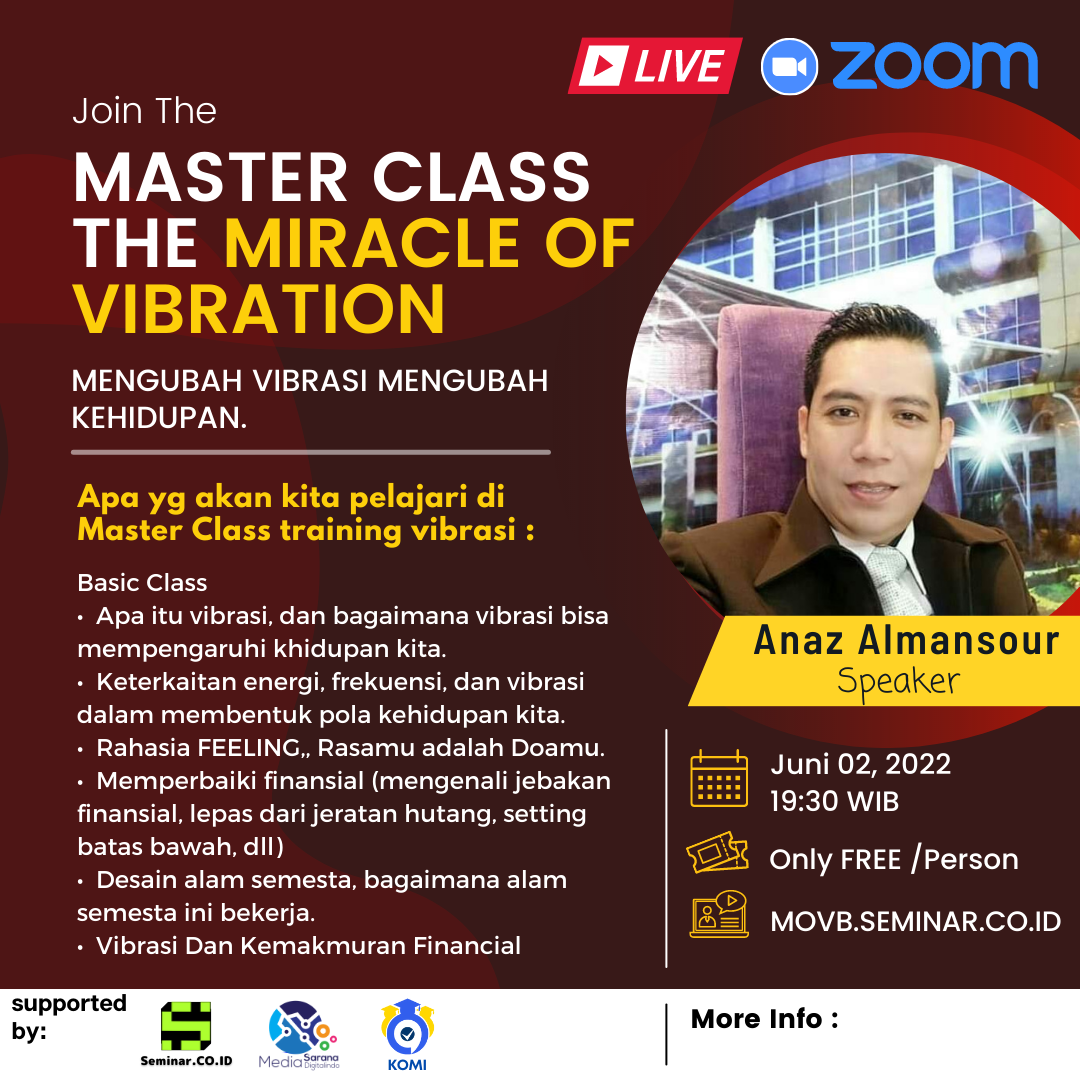 LIVE
zoom
Join The
MASTER CLASS
THE MIRACLE OF
VIBRATION
MENGUBAH VIBRASI MENGUBAH
KEHIDUPAN.
Apa yg akan kita pelajari di
Master Class training vibrasi :
Basic Class
• Apa itu vibrasi, dan bagaimana vibrasi bisa
mempengaruhi khidupan kita.
• Keterkaitan energi, frekuensi, dan vibrasi
dalam membentuk pola kehidupan kita.
• Rahasia FEELING,, Rasamu adalah Doamu.
• Memperbaiki finansial (mengenali jebakan
finansial, lepas dari jeratan hutang, setting
batas bawah, dll)
• Desain alam semesta, bagaimana alam
semesta ini bekerja.
• Vibrasi Dan Kemakmuran Financial
Anaz Almansour
Speaker
Juni 02, 2022
19:30 WIB
Only FREE /Person
MOVB.SEMINAR.CO.ID
supported
by:
Seminar.CO.ID
Media Sarana
Digitalindo
KOMI
More Info :